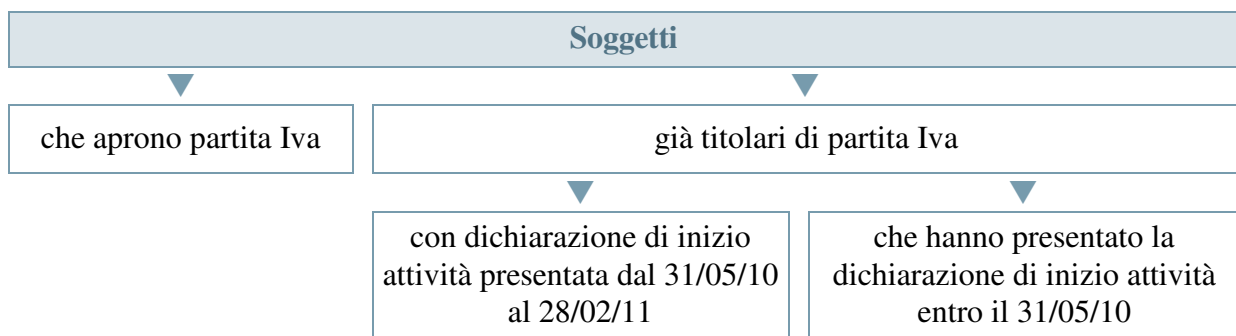 Soggetti
che aprono partita Iva
già titolari di partita Iva
con dichiarazione di inizio
attività presentata dal 31/05/10
al 28/02/11
che hanno presentato la
dichiarazione di inizio attività
entro il 31/05/10